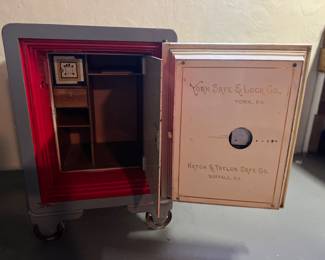 York Safe & Lock Co.
York, Pa.
Hatch & Taylor Safe Co.
Buffalo, N.Y.